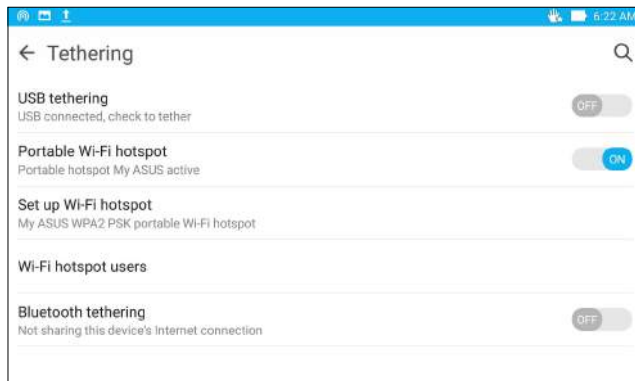 6:22 AM
Tethering
USB tethering
OFF
USB connected, check to tether
Portable Wi-Fi hotspot
ON
Portable hotspot My ASUS active
Set up Wi-Fi hotspot
My ASUS WPA2 PSK portable Wi-Fi hotspot
Wi-Fi hotspot users
Bluetooth tethering
OFF
Not sharing this device's Internet connection